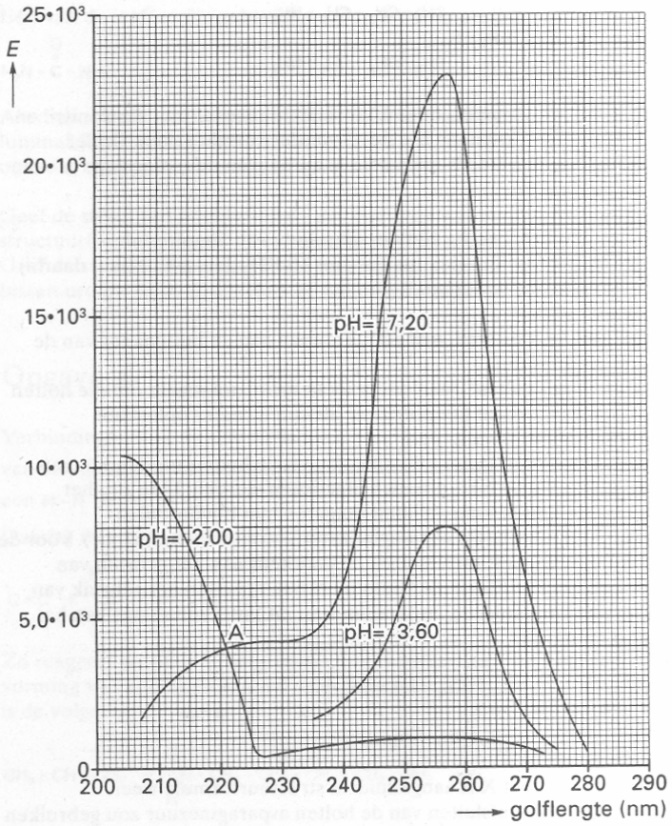 25•10³
E
20•10³
15•10³
pH= 7,20
10•10³
pH= 2,00
5,0•10³
A
pH= 3,60
0
200 210 220 230 240 250 260 270 280 290
golflengte (nm)